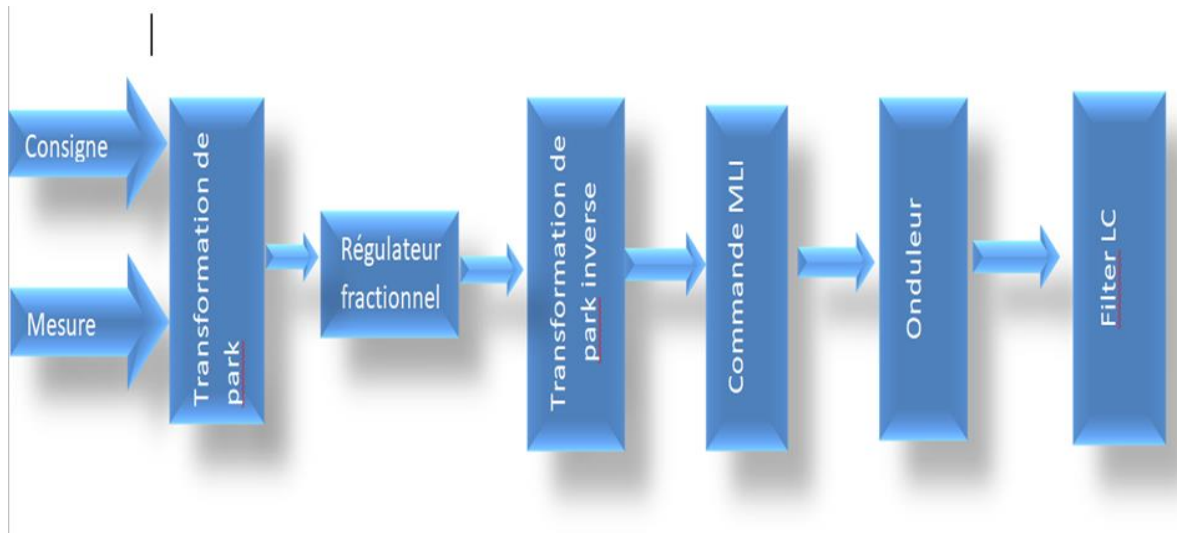 Consigne
Mesure
Transformation de
park
Régulateur
fractionnel
Transformation de
park inverse
Commande MLI
Onduleur
Filter LC